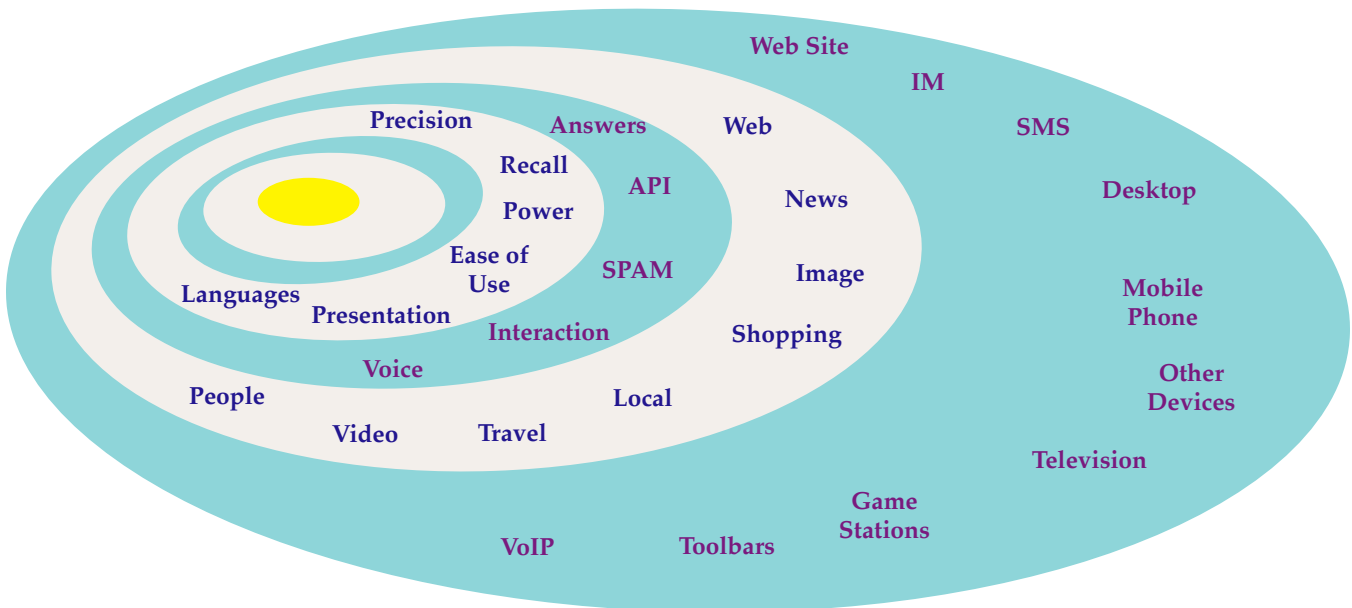 Web Site
IM
SMS
Desktop
Mobile
Phone
Other
Devices
Television
Game
Stations
Toolbars
VoIP
Web
News
Image
Shopping
Local
Travel
Video
People
Answers
API
SPAM
Interaction
Voice
Precision
Recall
Power
Ease of
Use
Presentation
Languages